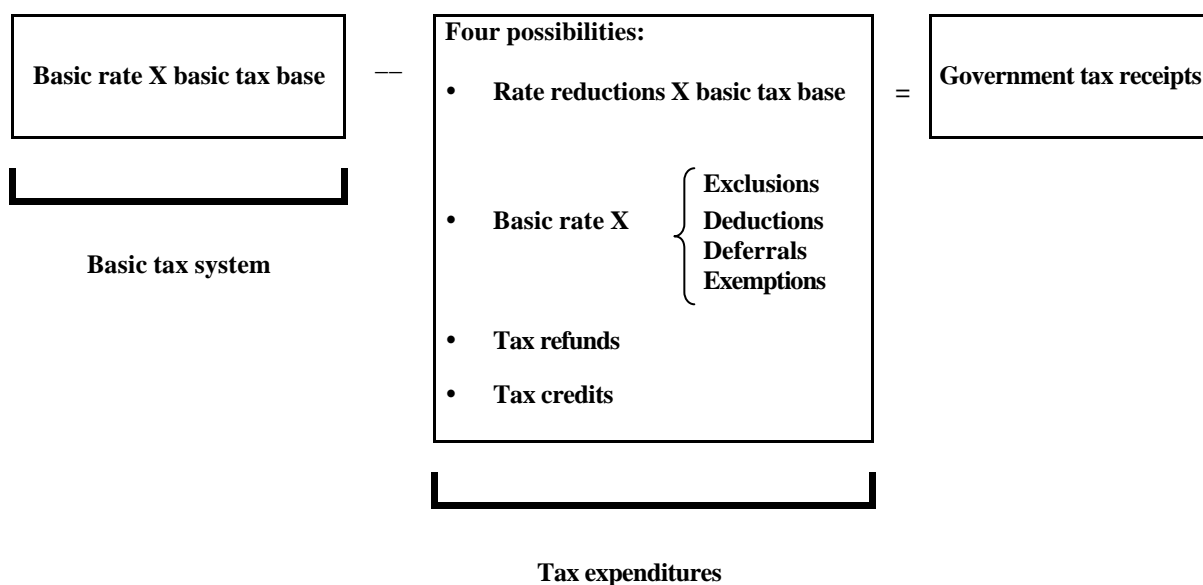 Basic rate X basic tax base
—
Four possibilities:
• Rate reductions X basic tax base
• Basic rate X
Exclusions
Deductions
Deferrals
Exemptions
• Tax refunds
• Tax credits
=
Government tax receipts
Basic tax system
Tax expenditures